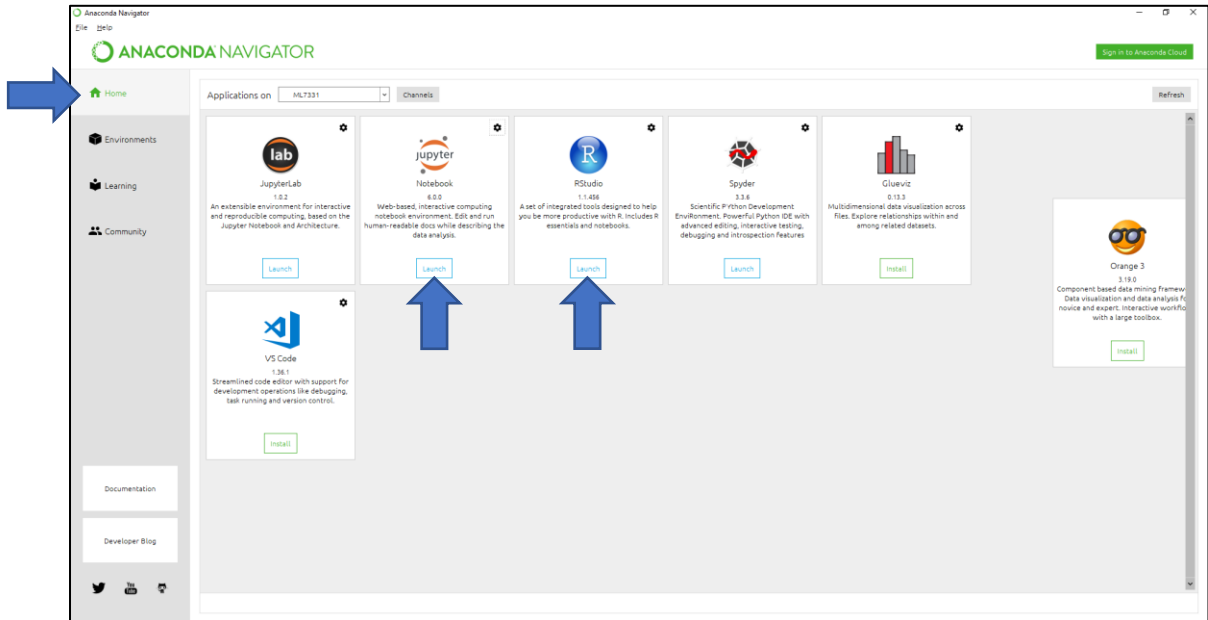 Anaconda Navigator
File Help
ANACONDA NAVIGATOR
Sign in to Anaconda Cloud
Home
Environments
Learning
Community
Documentation
Developer Blog
You
Tube
Applications on ML7331 Channels Refresh
lab
JupyterLab
1.0.2
An extensible environment for interactive
and reproducible computing, based on the
Jupyter Notebook and Architecture.
Launch
jupyter
Notebook
6.0.0
Web-based, interactive computing
notebook environment. Edit and run
human-readable docs while describing the
data analysis.
Launch
R
RStudio
1.1.456
A set of integrated tools designed to help
you be more productive with R. Includes R
essentials and notebooks.
Launch
Spyder
3.3.6
Scientific PYthon Development
EnviRonment. Powerful Python IDE with
advanced editing, interactive testing,
debugging and introspection features
Launch
Glueviz
0.13.3
Multidimensional data visualization across
files. Explore relationships within and
among related datasets.
Install
Orange 3
3.19.0
Component based data mining framew
Data visualization and data analysis fo
novice and expert. Interactive workflo
with a large toolbox.
Install
VS Code
1.36.1
Streamlined code editor with support for
development operations like debugging,
task running and version control.
Install